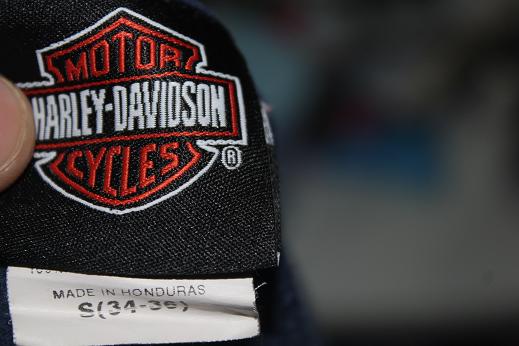 MOTOR
HARLEY-DAVIDSON
CYCLES
®
MADE IN HONDURAS
S(34-36)